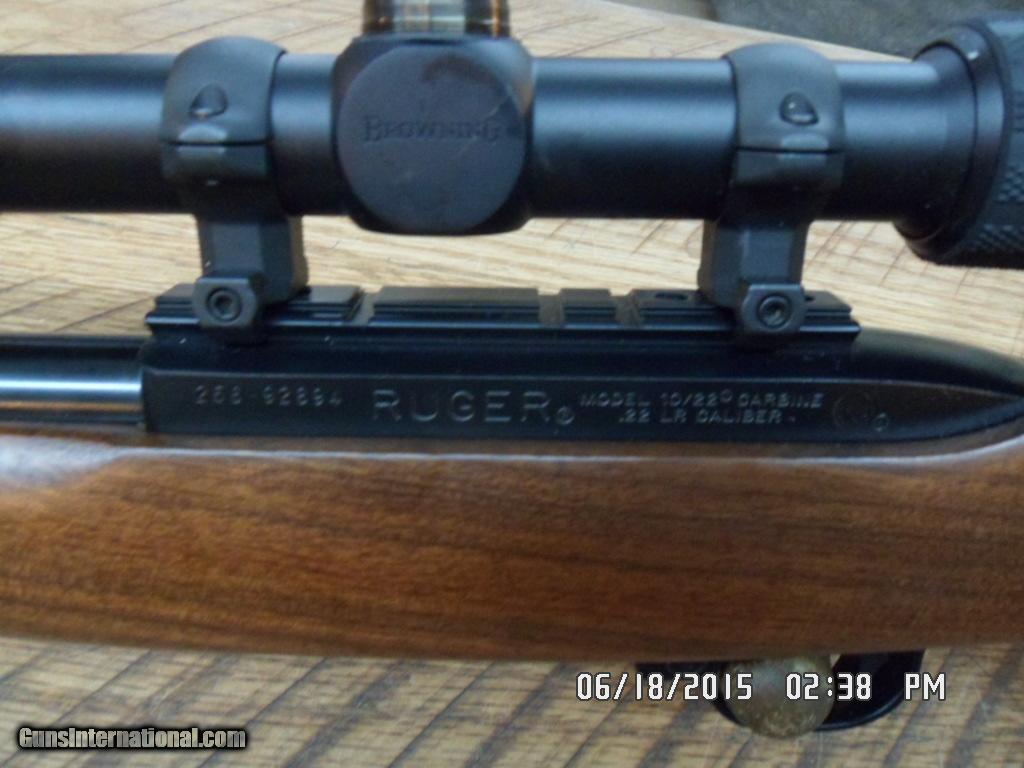 BROWNING
258-92894 RUGER® MODEL 10/22® CARBINE
.22 LR CALIBER -
06/18/2015 02:38 PM
GunsInternational.com